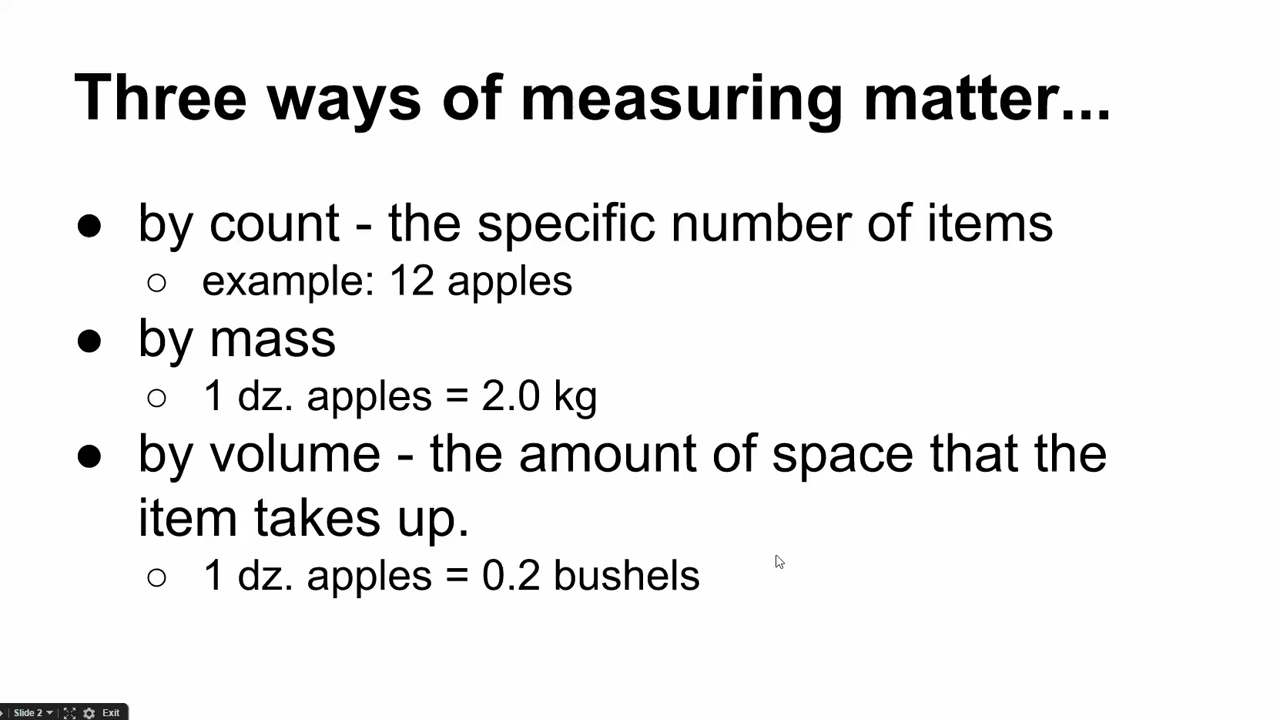 Three ways of measuring matter...
● by count - the specific number of items
○ example: 12 apples
● by mass
○ 1 dz. apples = 2.0 kg
● by volume - the amount of space that the
item takes up.
○ 1 dz. apples = 0.2 bushels
Slide 2 Exit